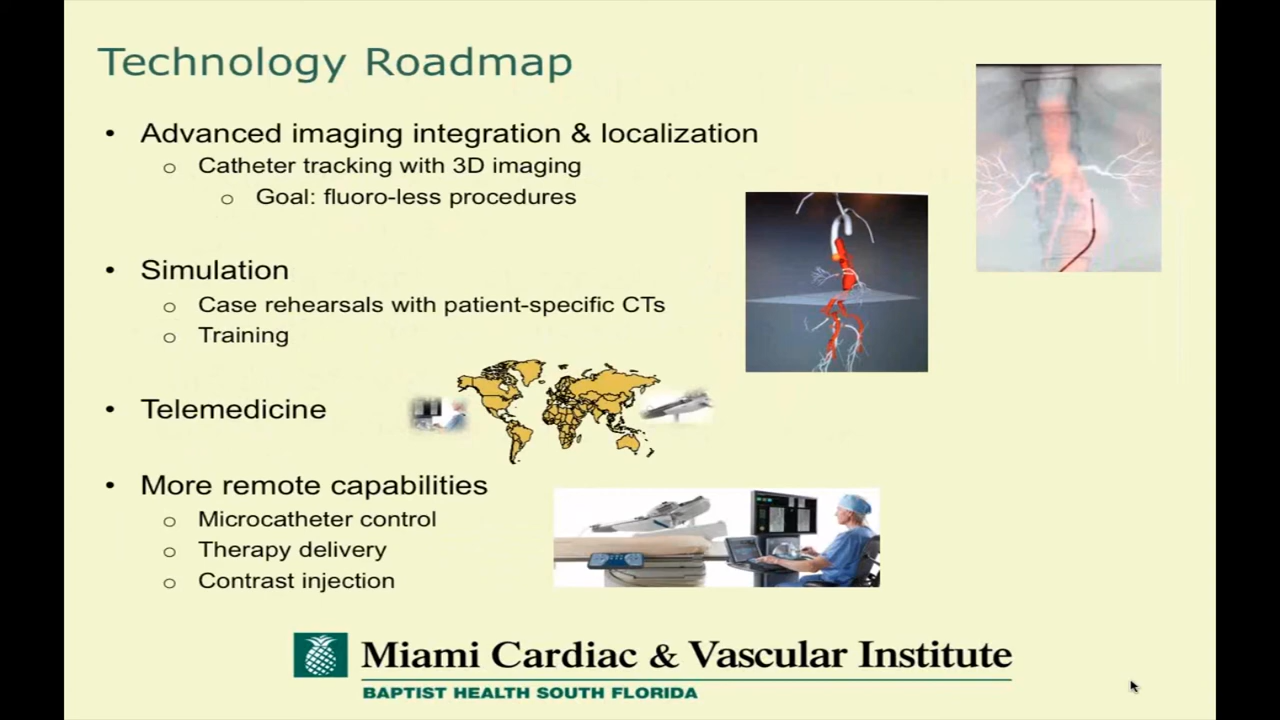 Technology Roadmap
• Advanced imaging integration & localization
o Catheter tracking with 3D imaging
o Goal: fluoro-less procedures
• Simulation
o Case rehearsals with patient-specific CTs
o Training
• Telemedicine
• More remote capabilities
o Microcatheter control
o Therapy delivery
o Contrast injection
Miami Cardiac & Vascular Institute
BAPTIST HEALTH SOUTH FLORIDA